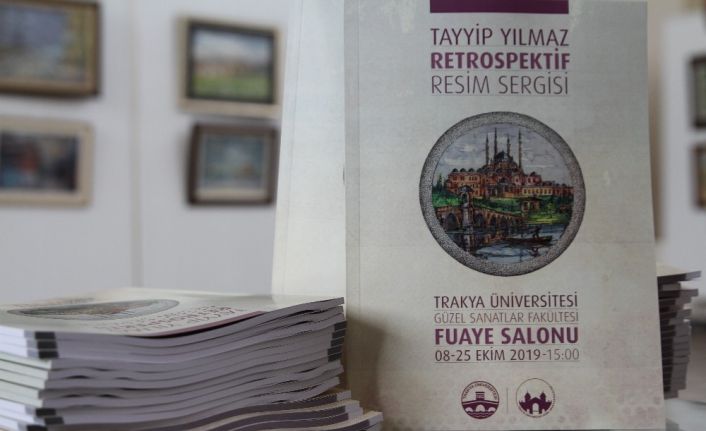 TAYYİP YILMAZ
RETROSPEKTİF
RESİM SERGİSİ
TRAKYA ÜNİVERSİTESİ
GÜZEL SANATLAR FAKÜLTESİ
FUAYE SALONU
08-25 EKİM 2019-15:00